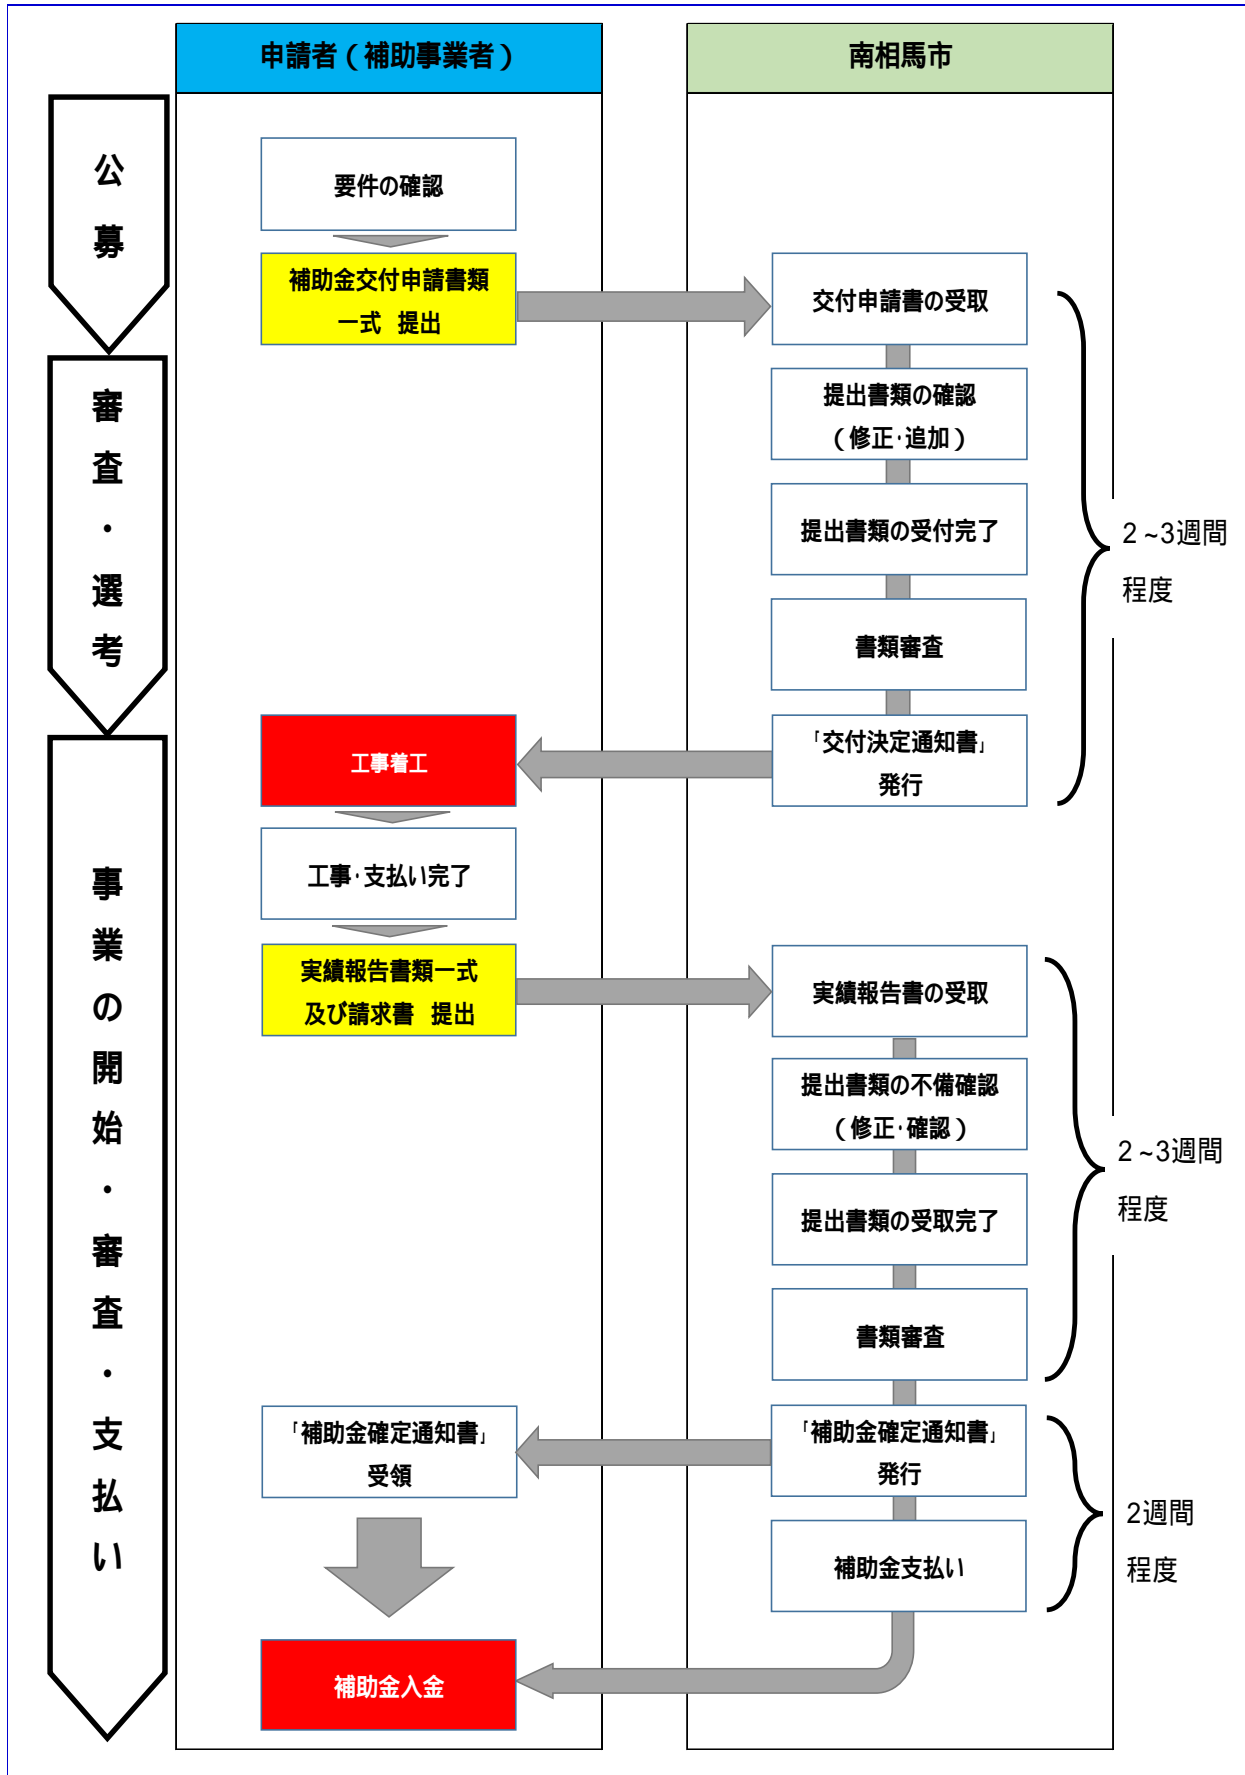 申請者（補助事業者）
南相馬市
公募
要件の確認
補助金交付申請書類
一式 提出
交付申請書の受取
審査・選考
提出書類の確認
（修正・追加）
提出書類の受付完了
2～3週間
程度
書類審査
「交付決定通知書」
発行
工事着工
事業の開始・審査・支払い
工事・支払い完了
実績報告書類一式
及び請求書 提出
実績報告書の受取
提出書類の不備確認
（修正・確認）
2～3週間
程度
提出書類の受取完了
書類審査
「補助金確定通知書」
受領
「補助金確定通知書」
発行
2週間
程度
補助金支払い
補助金入金